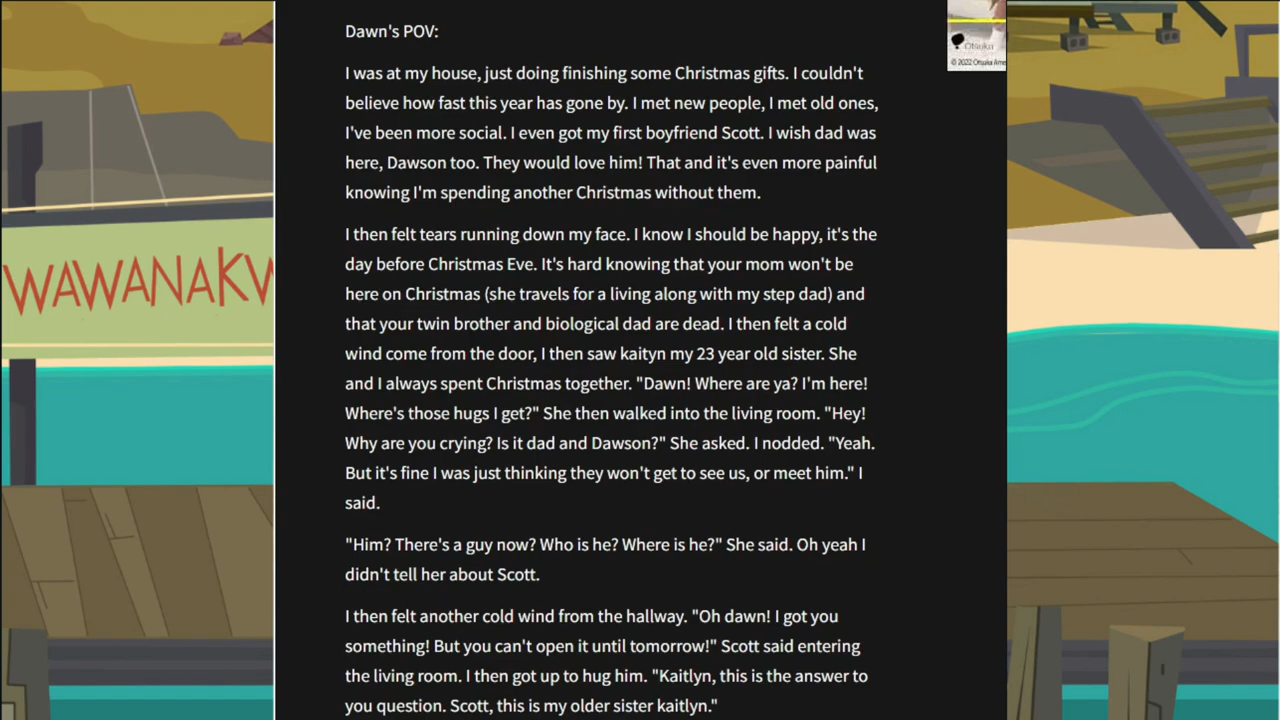 Dawn's POV:
I was at my house, just doing finishing some Christmas gifts. I couldn't
believe how fast this year has gone by. I met new people, I met old ones,
I've been more social. I even got my first boyfriend Scott. I wish dad was
here, Dawson too. They would love him! That and it's even more painful
knowing I'm spending another Christmas without them.
I then felt tears running down my face. I know I should be happy, it's the
day before Christmas Eve. It's hard knowing that your mom won't be
here on Christmas (she travels for a living along with my step dad) and
that your twin brother and biological dad are dead. I then felt a cold
wind come from the door, I then saw kaityn my 23 year old sister. She
and I always spent Christmas together. "Dawn! Where are ya? I'm here!
Where's those hugs I get?" She then walked into the living room. "Hey!
Why are you crying? Is it dad and Dawson?" She asked. I nodded. "Yeah.
But it's fine I was just thinking they won't get to see us, or meet him." I
said.
"Him? There's a guy now? Who is he? Where is he?" She said. Oh yeah I
didn't tell her about Scott.
I then felt another cold wind from the hallway. "Oh dawn! I got you
something! But you can't open it until tomorrow!" Scott said entering
the living room. I then got up to hug him. "Kaitlyn, this is the answer to
you question. Scott, this is my older sister kaitlyn."
WAWANAKW
Otsuka
© 2022 Otsuka Ame